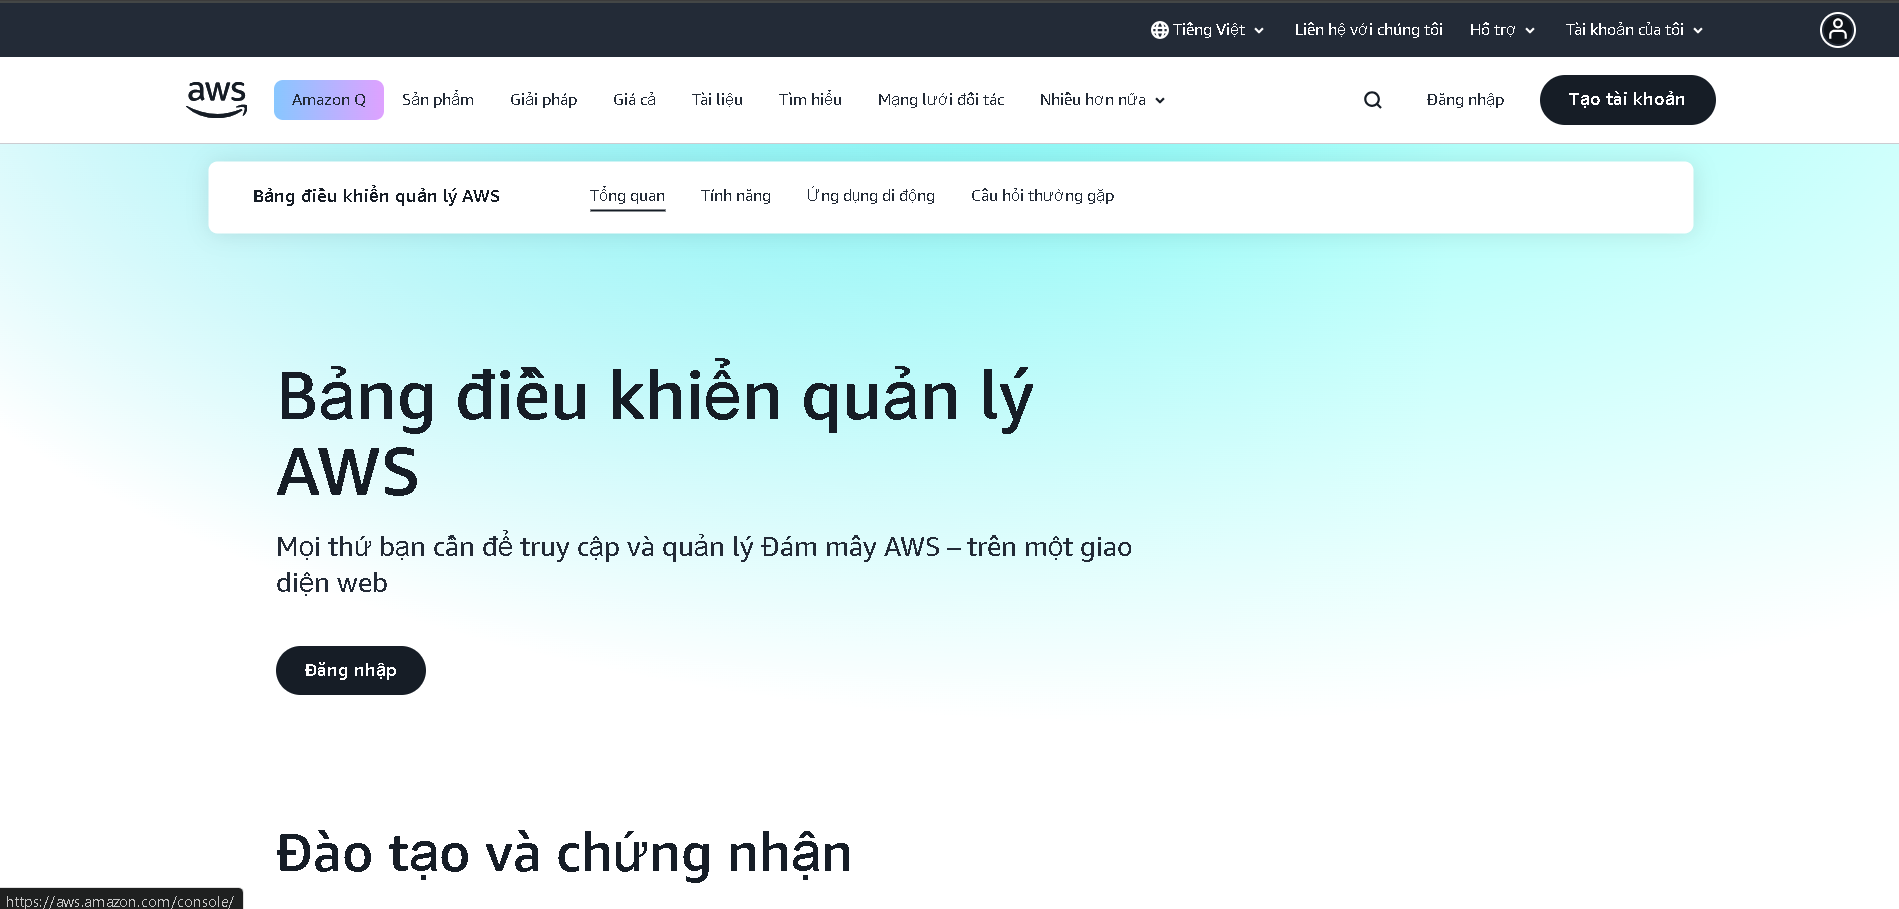 Tiếng Việt
Liên hệ với chúng tôi
Hỗ trợ
Tài khoản của tôi
aws
Amazon Q
Sản phẩm
Giải pháp
Giá cả
Tài liệu
Tìm hiểu
Mạng lưới đối tác
Nhiều hơn nữa
Đăng nhập
Tạo tài khoản
Bảng điều khiển quản lý AWS
Tổng quan
Tính năng
Ứng dụng di động
Câu hỏi thường gặp
Bảng điều khiển quản lý
AWS
Mọi thứ bạn cần để truy cập và quản lý Đám mây AWS – trên một giao
diện web
Đăng nhập
Đào tạo và chứng nhận
https://aws.amazon.com/console/